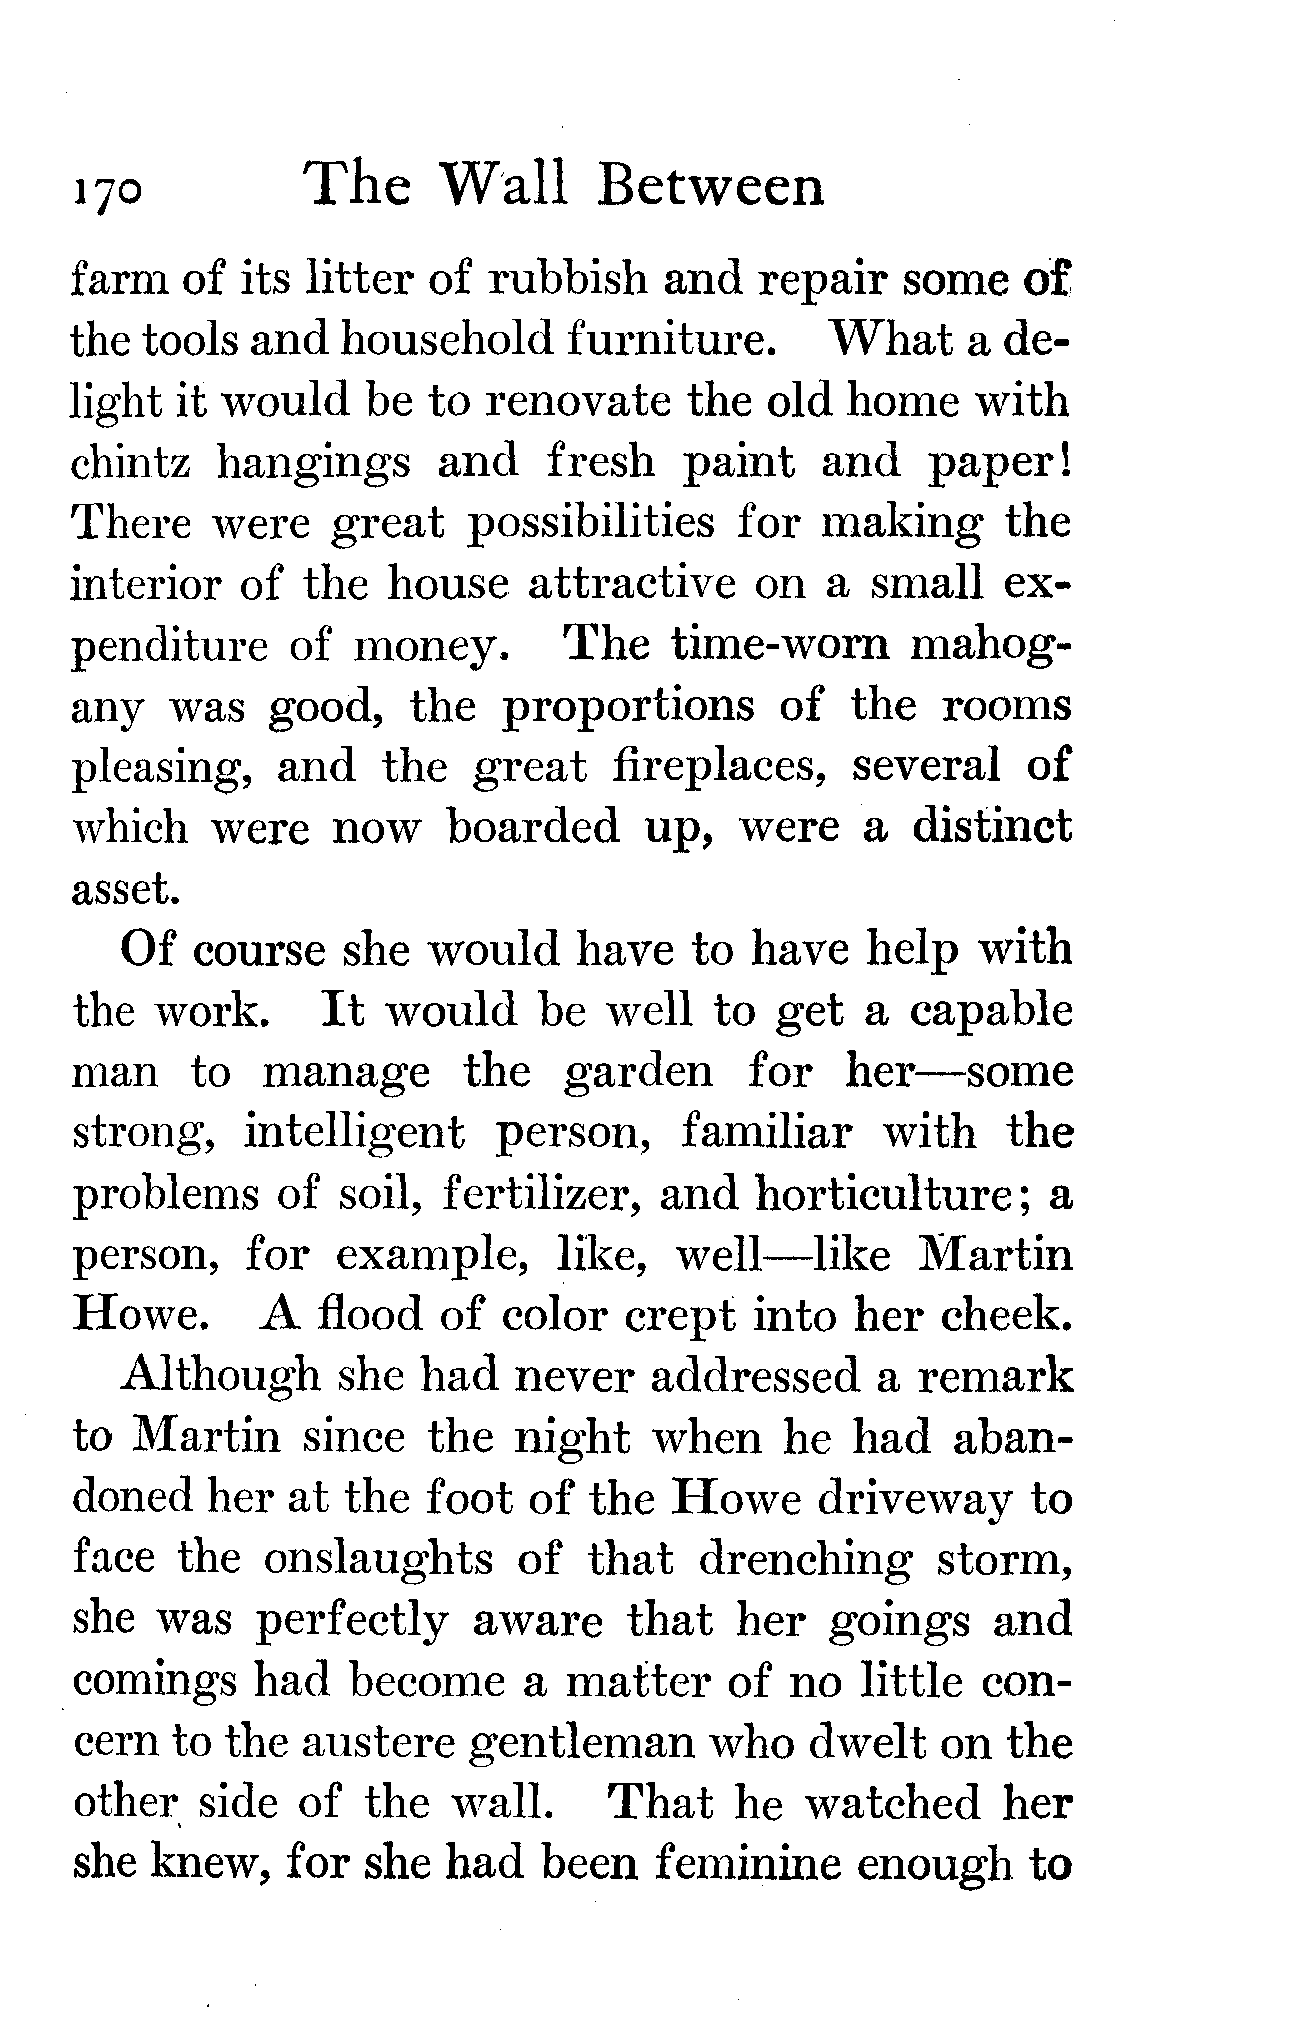 170 The Wall Between
farm of its litter of rubbish and repair some of
the tools and household furniture. What a de-
light it would be to renovate the old home with
chintz hangings and fresh paint and paper!
There were great possibilities for making the
interior of the house attractive on a small ex-
penditure of money. The time-worn mahog-
any was good, the proportions of the rooms
pleasing, and the great fireplaces, several of
which were now boarded up, were a distinct
asset.
Of course she would have to have help with
the work. It would be well to get a capable
man to manage the garden for her—some
strong, intelligent person, familiar with the
problems of soil, fertilizer, and horticulture; a
person, for example, like, well—like Martin
Howe. A flood of color crept into her cheek.
Although she had never addressed a remark
to Martin since the night when he had aban-
doned her at the foot of the Howe driveway to
face the onslaughts of that drenching storm,
she was perfectly aware that her goings and
comings had become a matter of no little con-
cern to the austere gentleman who dwelt on the
other side of the wall. That he watched her
she knew, for she had been feminine enough to